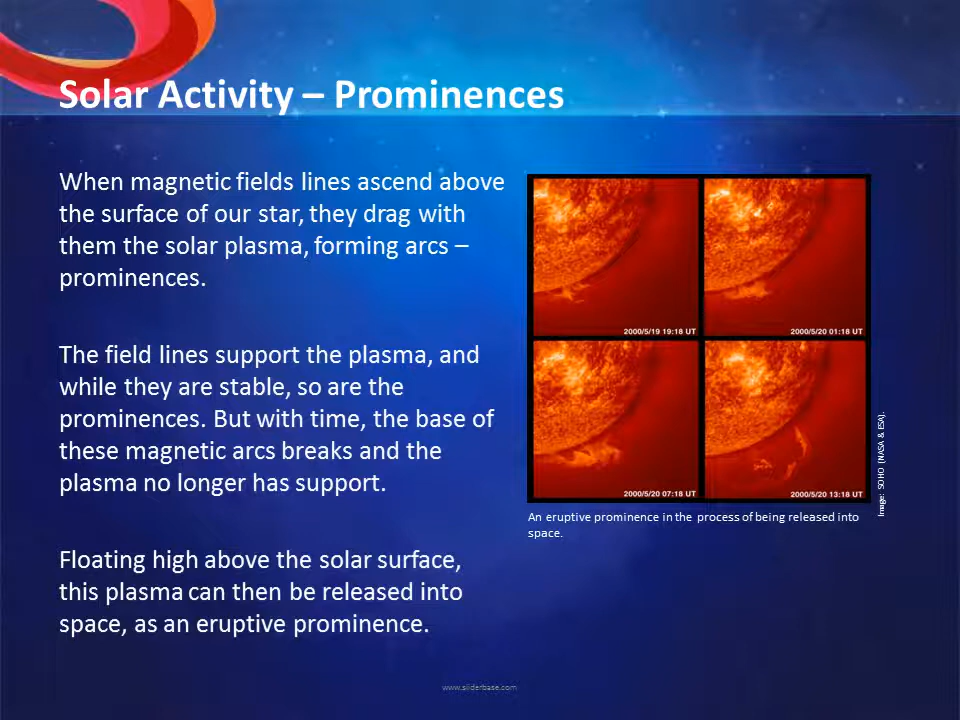 Solar Activity – Prominences
When magnetic fields lines ascend above
the surface of our star, they drag with
them the solar plasma, forming arcs –
prominences.
The field lines support the plasma, and
while they are stable, so are the
prominences. But with time, the base of
these magnetic arcs breaks and the
plasma no longer has support.
Floating high above the solar surface,
this plasma can then be released into
space, as an eruptive prominence.
2000/5/19 19:18 UT
2000/5/20 01:18 UT
2000/5/20 07:18 UT
2000/5/20 13:18 UT
Image: SOHO (NASA & ESA).
An eruptive prominence in the process of being released into
space.
www.sliderbase.com